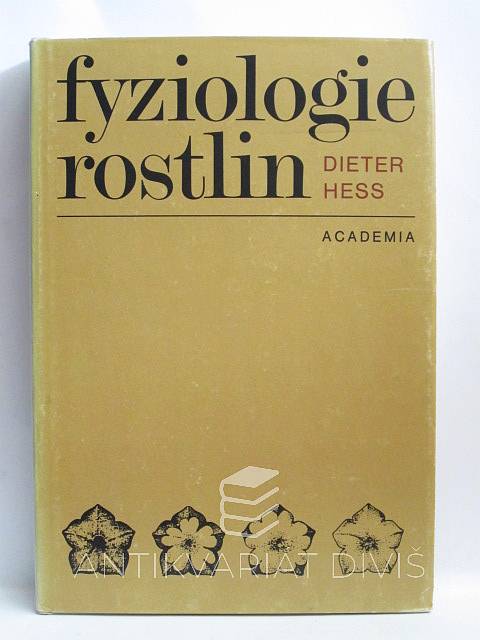 fyziologie
rostlin
DIETER
HESS
ACADEMIA
ANTIKVARIÁT DIVIŠ